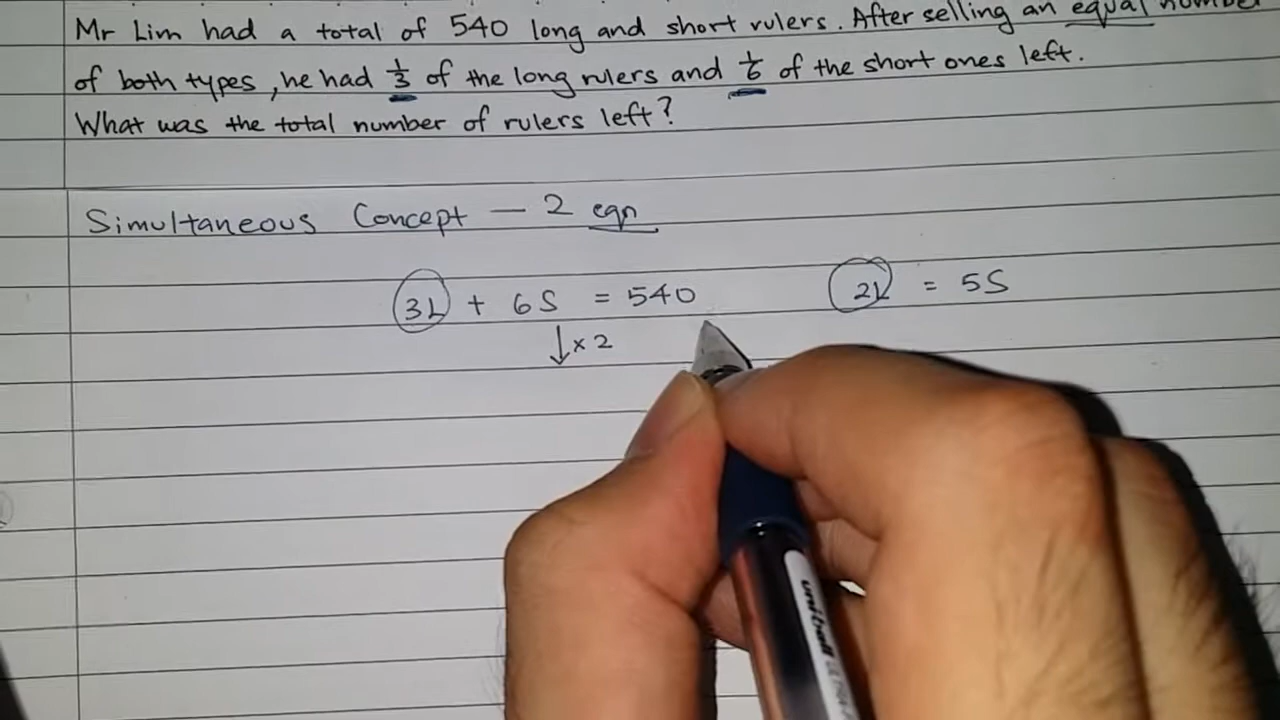 Mr Lim had a total of 540 long and short rulers. After selling an equal number
of both types, he had 1/3 of the long rulers and 1/6 of the short ones left.
What was the total number of rulers left?
Simultaneous Concept — 2 eqn
3L + 6S = 540 2L = 5S
↓ × 2
uniball